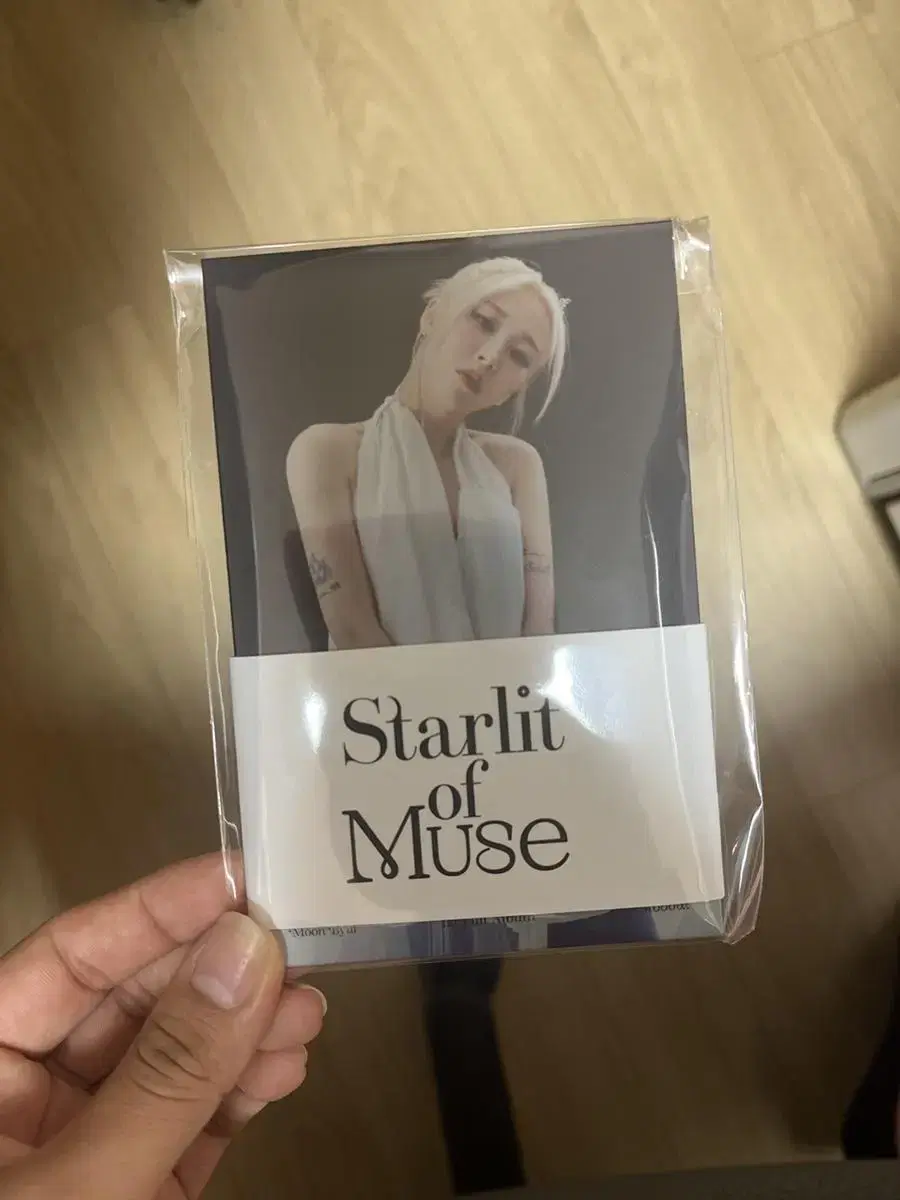 Starlit
of
Muse
"Moon"Byul